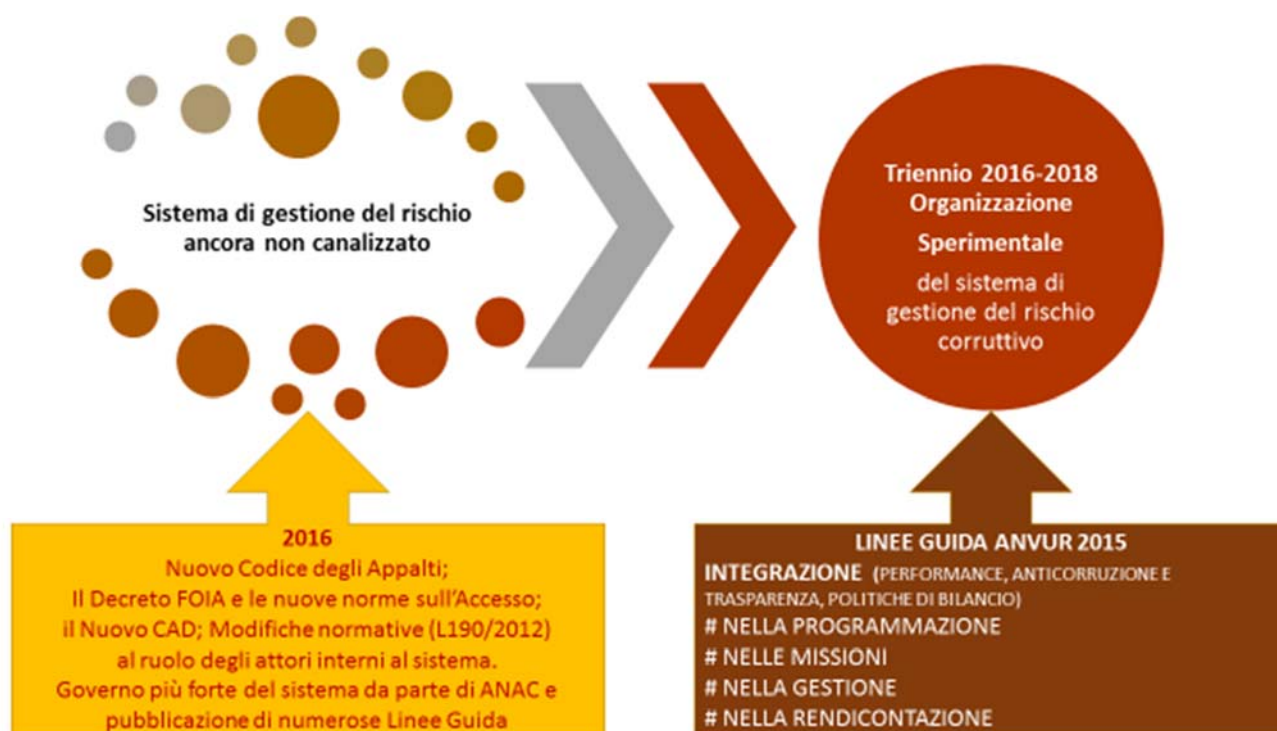 Sistema di gestione del rischio
ancora non canalizzato
Triennio 2016-2018
Organizzazione
Sperimentale
del sistema di
gestione del rischio
corruttivo
2016
Nuovo Codice degli Appalti;
Il Decreto FOIA e le nuove norme sull'Accesso;
il Nuovo CAD; Modifiche normative (L190/2012)
al ruolo degli attori interni al sistema.
Governo più forte del sistema da parte di ANAC e
pubblicazione di numerose Linee Guida
LINEE GUIDA ANVUR 2015
INTEGRAZIONE (PERFORMANCE, ANTICORRUZIONE E
TRASPARENZA, POLITICHE DI BILANCIO)
# NELLA PROGRAMMAZIONE
# NELLE MISSIONI
# NELLA GESTIONE
# NELLA RENDICONTAZIONE